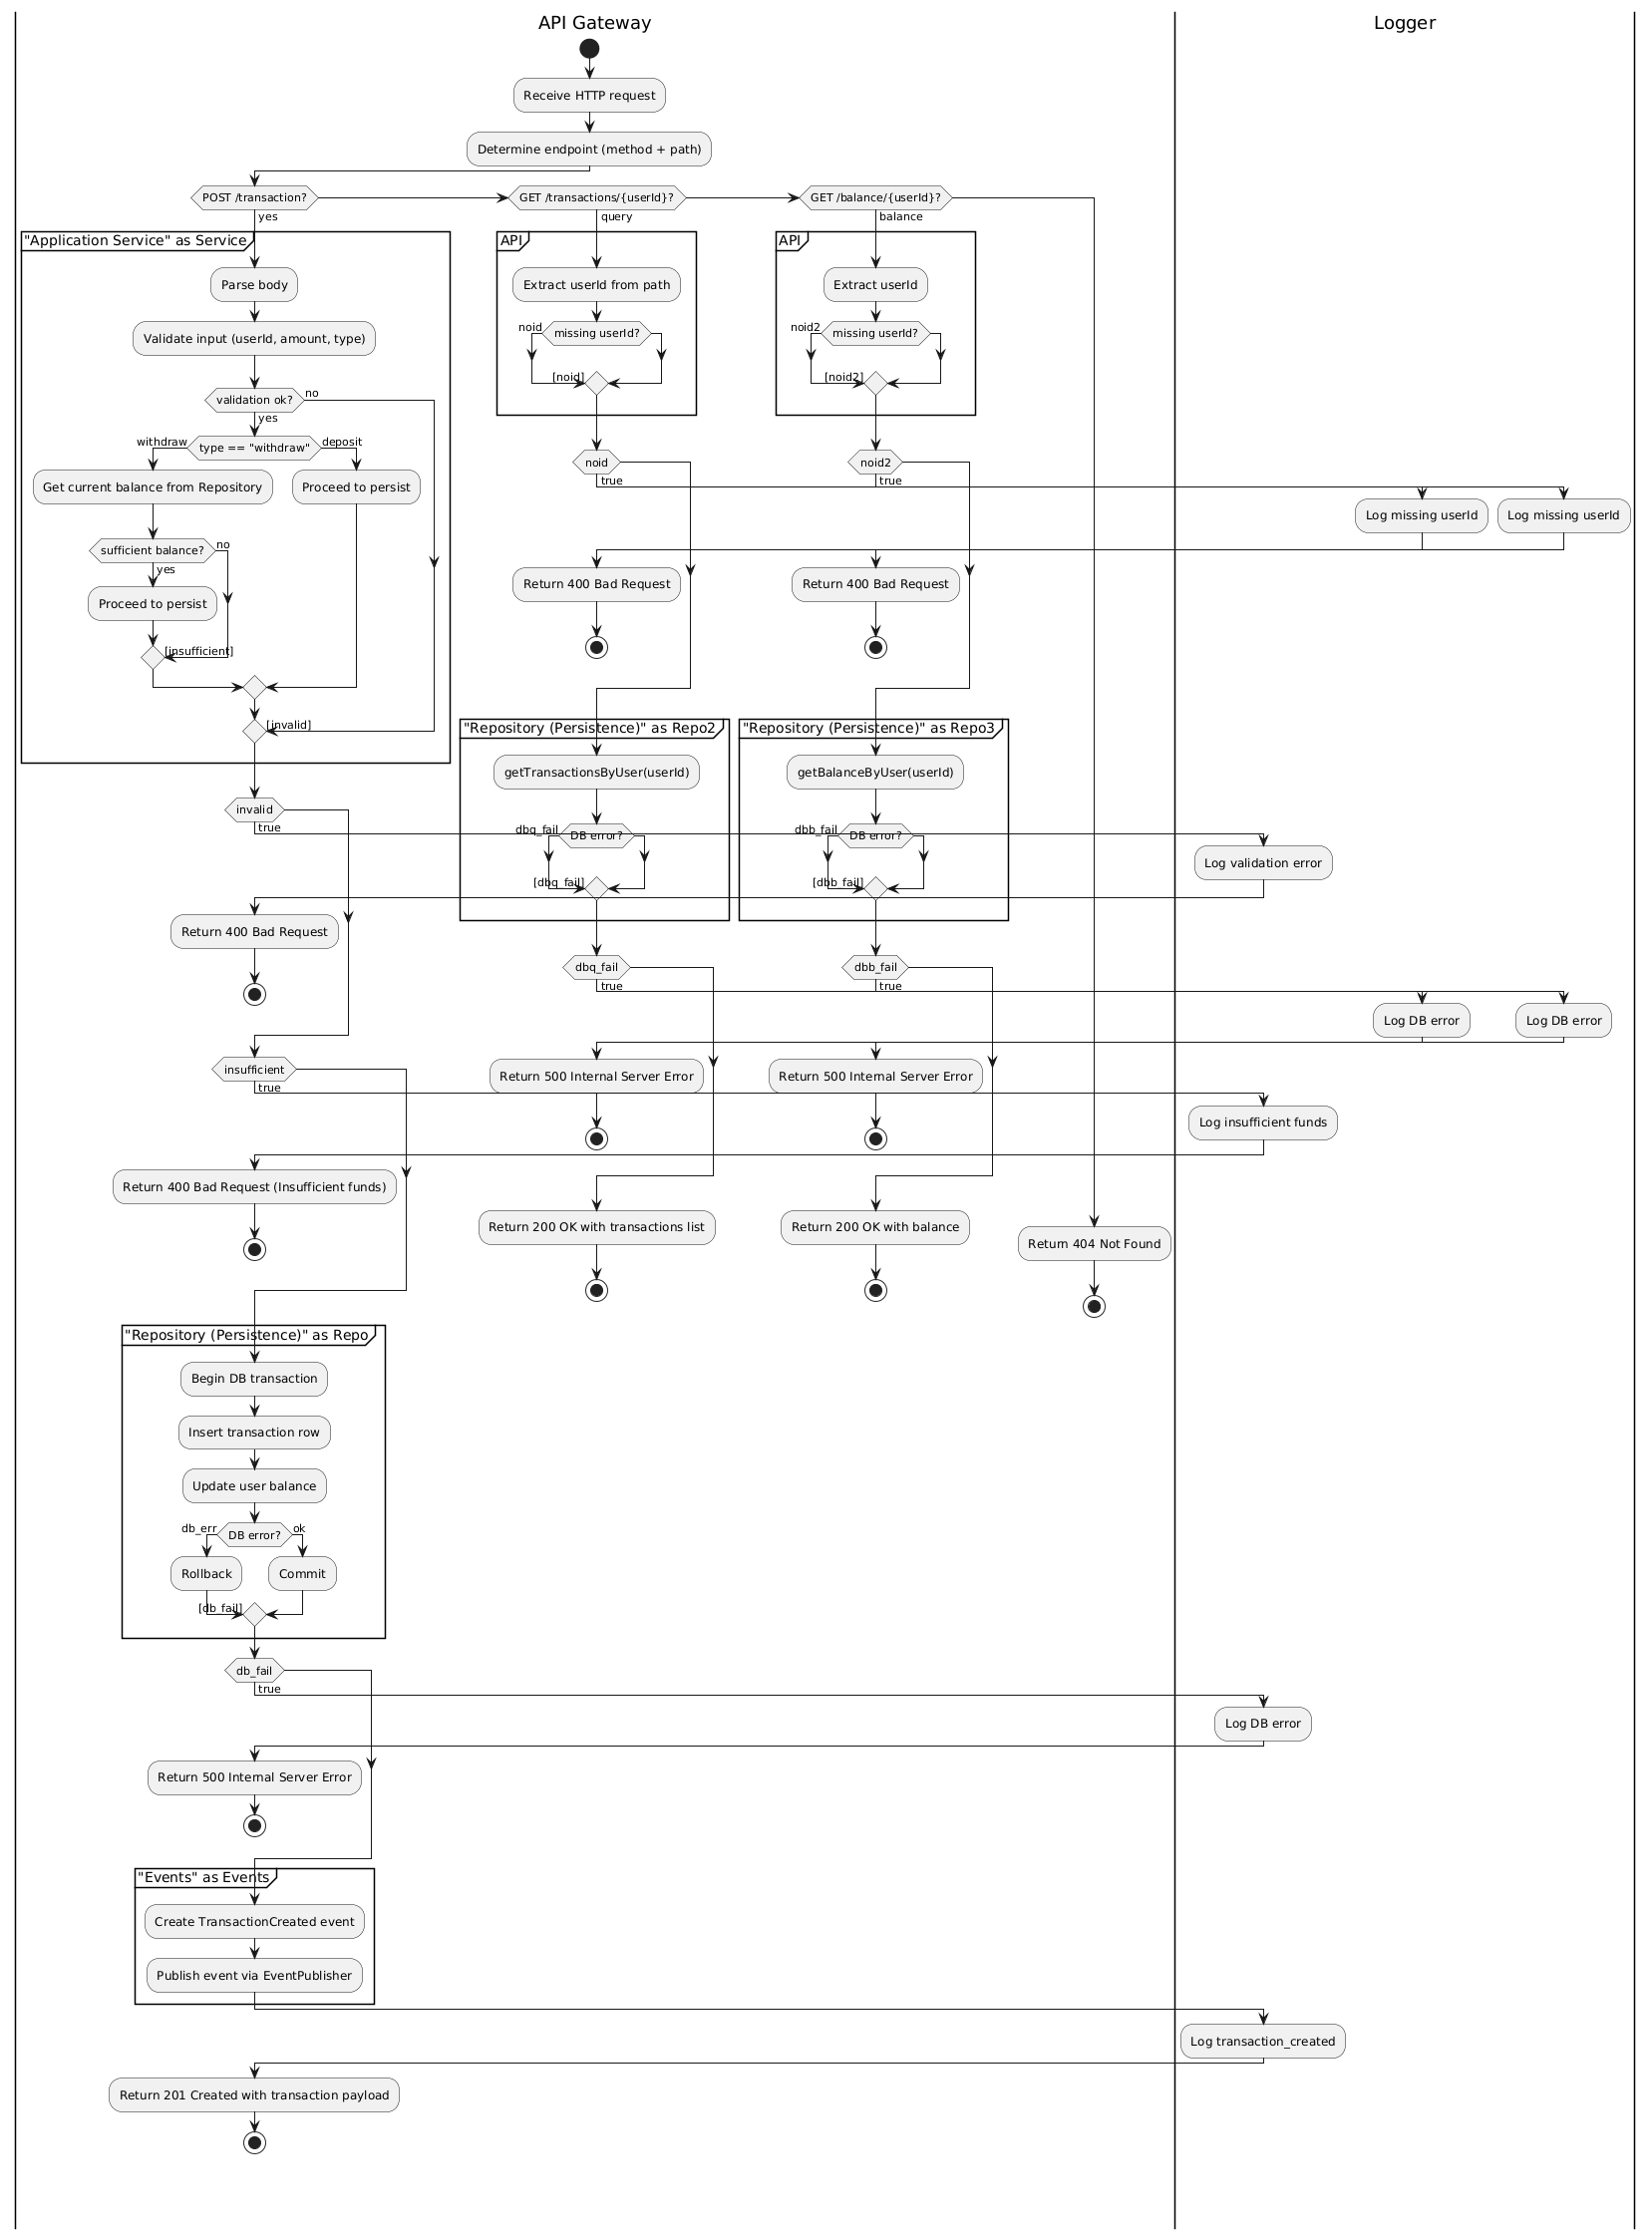 API Gateway
Logger
Receive HTTP request
Determine endpoint (method + path)
POST /transaction?
yes
GET /transactions/{userId}?
query
GET /balance/{userId}?
balance
"Application Service" as Service
Parse body
Validate input (userId, amount, type)
validation ok?
no
yes
type == "withdraw"
withdraw
deposit
Get current balance from Repository
Proceed to persist
sufficient balance?
no
yes
Proceed to persist
[insufficient]
[invalid]
API
Extract userId from path
noid
missing userId?
[noid]
API
Extract userId
noid2
missing userId?
[noid2]
noid
true
noid2
true
Log missing userId
Log missing userId
Return 400 Bad Request
Return 400 Bad Request
"Repository (Persistence)" as Repo2
getTransactionsByUser(userId)
dbq_fail
DB error?
[dbq_fail]
"Repository (Persistence)" as Repo3
getBalanceByUser(userId)
dbb_fail
DB error?
[dbb_fail]
invalid
true
Log validation error
Return 400 Bad Request
dbq_fail
true
dbb_fail
true
Log DB error
Log DB error
Return 500 Internal Server Error
Return 500 Internal Server Error
insufficient
true
Log insufficient funds
Return 400 Bad Request (Insufficient funds)
Return 200 OK with transactions list
Return 200 OK with balance
Return 404 Not Found
"Repository (Persistence)" as Repo
Begin DB transaction
Insert transaction row
Update user balance
db_err
DB error?
ok
Rollback
Commit
[db_fail]
db_fail
true
Log DB error
Return 500 Internal Server Error
"Events" as Events
Create TransactionCreated event
Publish event via EventPublisher
Log transaction_created
Return 201 Created with transaction payload